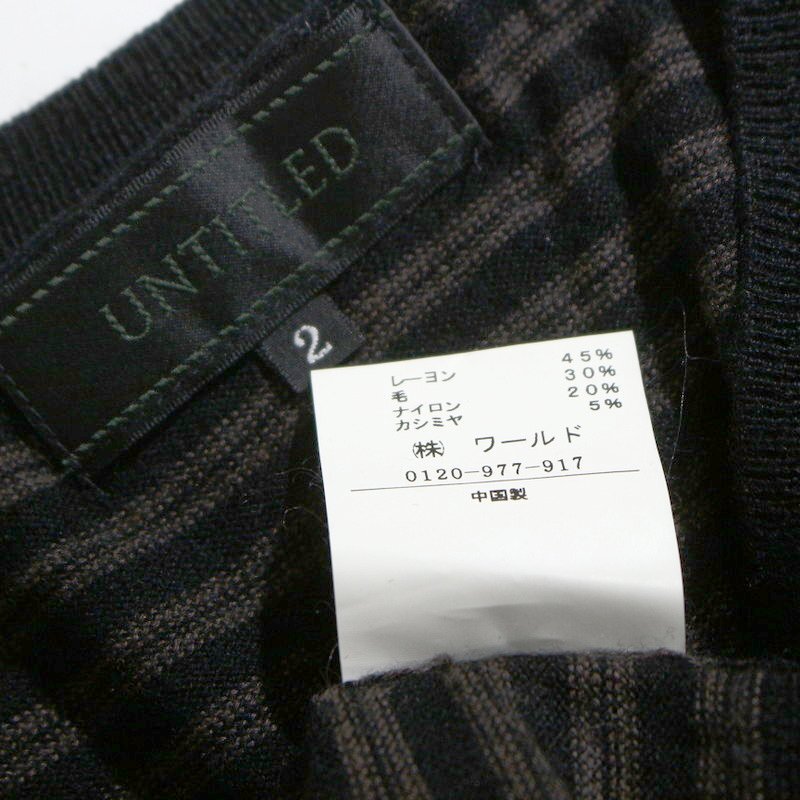 UNTITLED
2
レーヨン 45%
毛 30%
ナイロン 20%
カシミヤ 5%
㈱ ワールド
0120-977-917
中国製